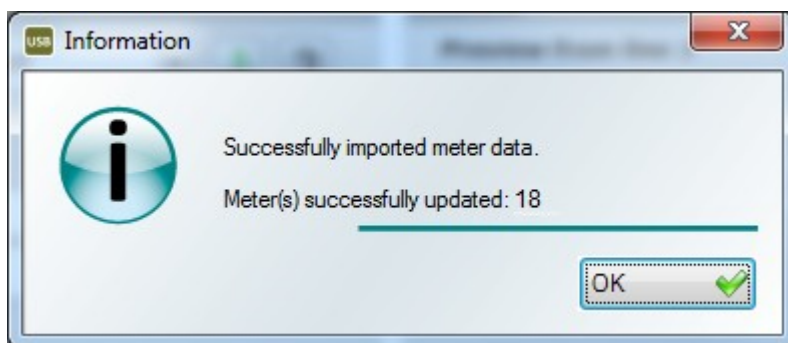 USB Information
Successfully imported meter data.
Meter(s) successfully updated: 18
OK